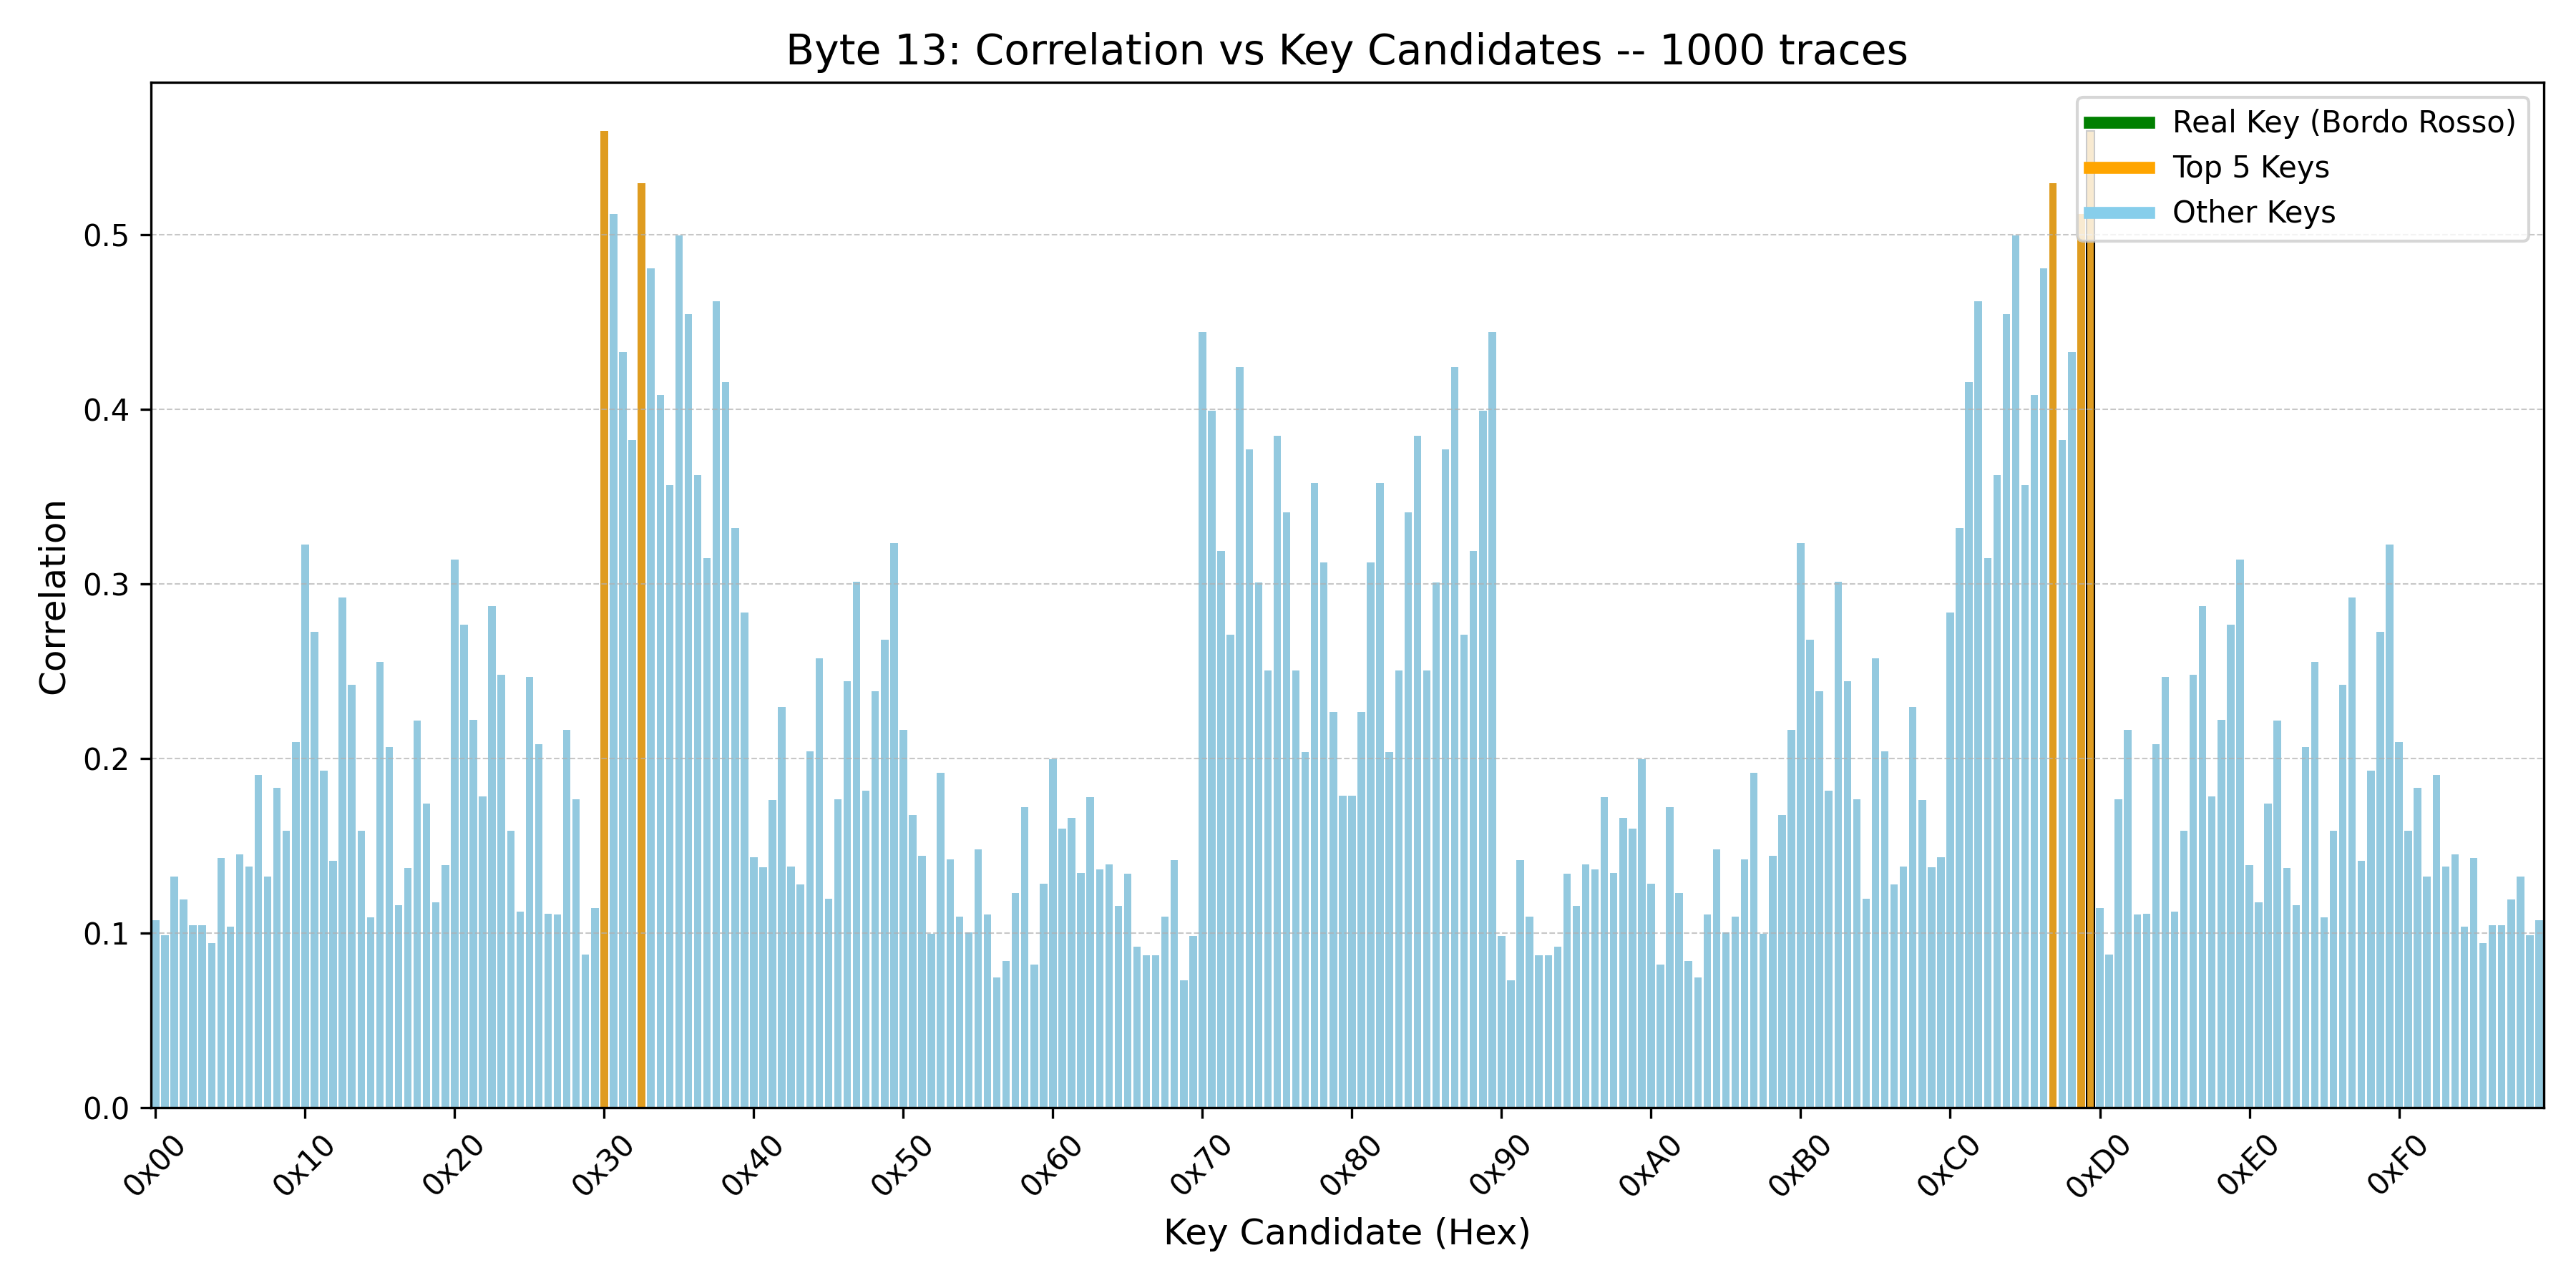 Byte 13: Correlation vs Key Candidates -- 1000 traces
Real Key (Bordo Rosso)
Top 5 Keys
Other Keys
Correlation
0.5
0.4
0.3
0.2
0.1
0.0
0x00 0x10 0x20 0x30 0x40 0x50 0x60 0x70 0x80 0x90 0xA0 0xB0 0xC0 0xD0 0xE0 0xF0
Key Candidate (Hex)